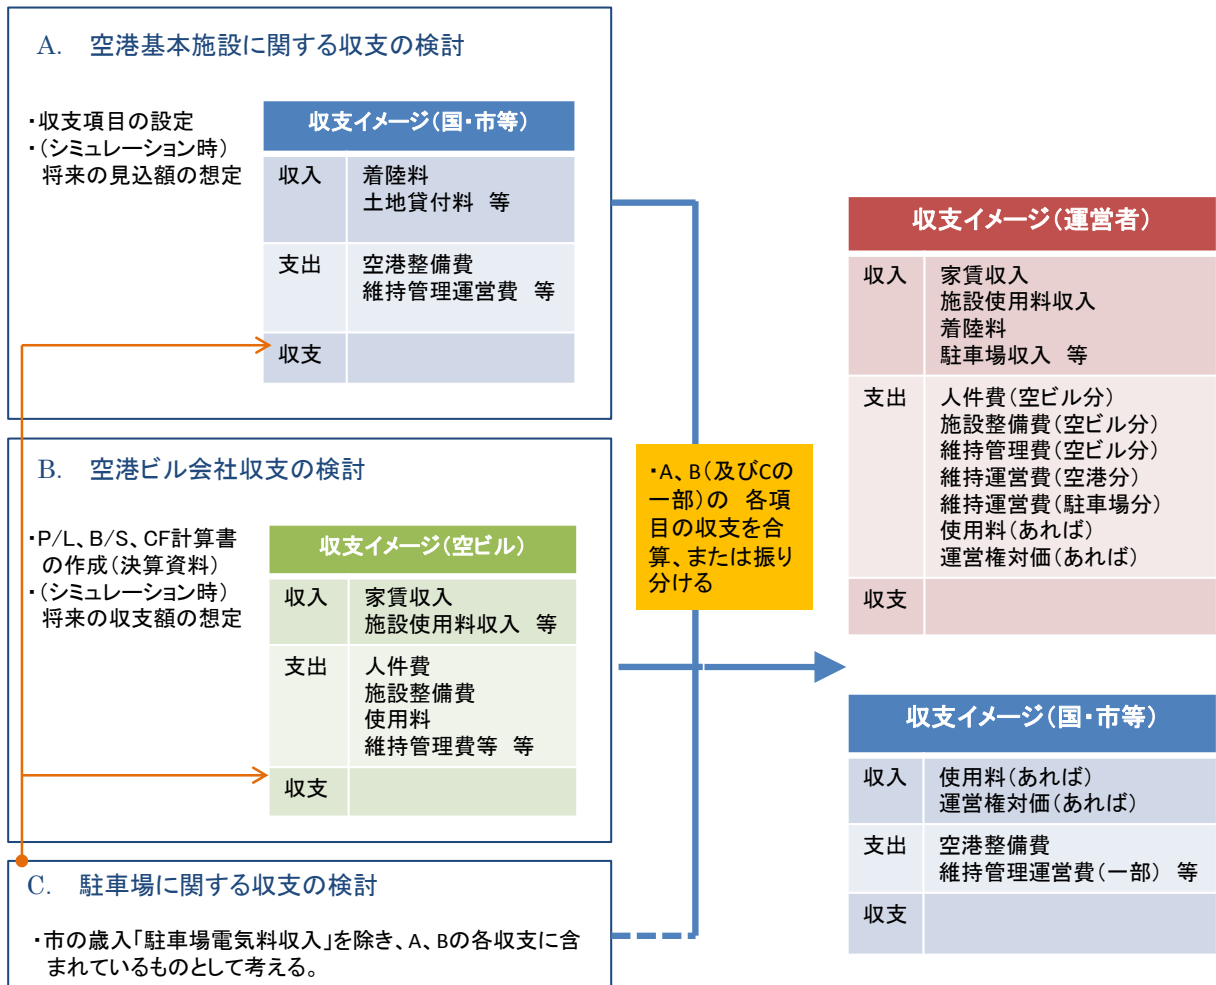 A. 空港基本施設に関する収支の検討
・収支項目の設定
・（シミュレーション時）
将来の見込額の想定
収支イメージ（国・市等）
収入 着陸料
土地貸付料 等
支出 空港整備費
維持管理運営費 等
収支
B. 空港ビル会社収支の検討
・P/L、B/S、CF計算書
の作成（決算資料）
・（シミュレーション時）
将来の収支額の想定
収支イメージ（空ビル）
収入 家賃収入
施設使用料収入 等
支出 人件費
施設整備費
使用料
維持管理費等 等
収支
C. 駐車場に関する収支の検討
・市の歳入「駐車場電気料収入」を除き、A、Bの各収支に含
まれているものとして考える。
・A、B（及びCの
一部）の 各項
目の収支を合
算、または振り
分ける
収支イメージ（運営者）
収入 家賃収入
施設使用料収入
着陸料
駐車場収入 等
支出 人件費（空ビル分）
施設整備費（空ビル分）
維持管理費（空ビル分）
維持運営費（空港分）
維持運営費（駐車場分）
使用料（あれば）
運営権対価（あれば）
収支
収支イメージ（国・市等）
収入 使用料（あれば）
運営権対価（あれば）
支出 空港整備費
維持管理運営費（一部） 等
収支